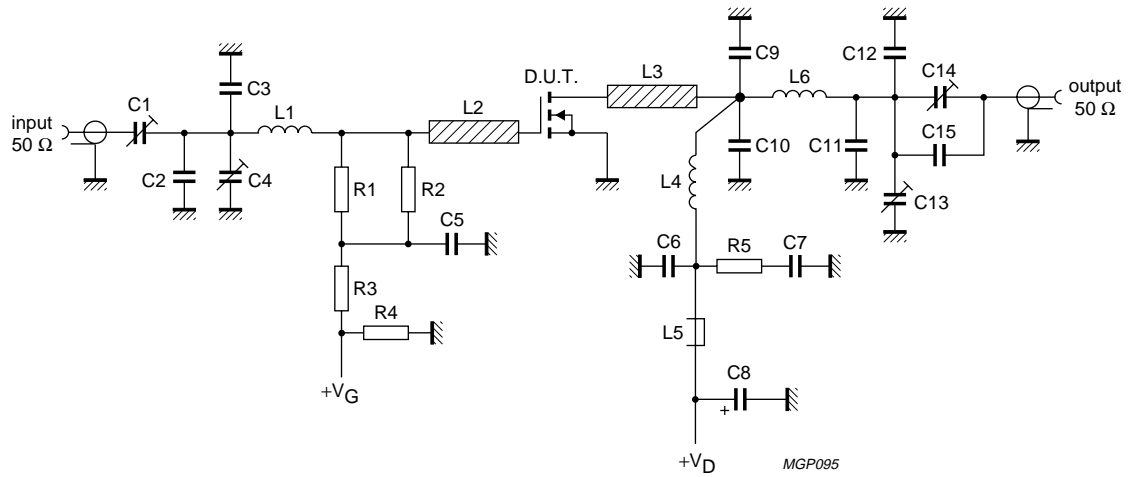 C9
C12
C3
D.U.T.
L3
L6
C14
output
50 Ω
C1
L2
input
50 Ω
L1
C15
C10
C11
C2
C4
R1
R2
L4
C13
C5
C6
R5
C7
R3
R4
L5
C8
+VG
+
+VD
MGP095